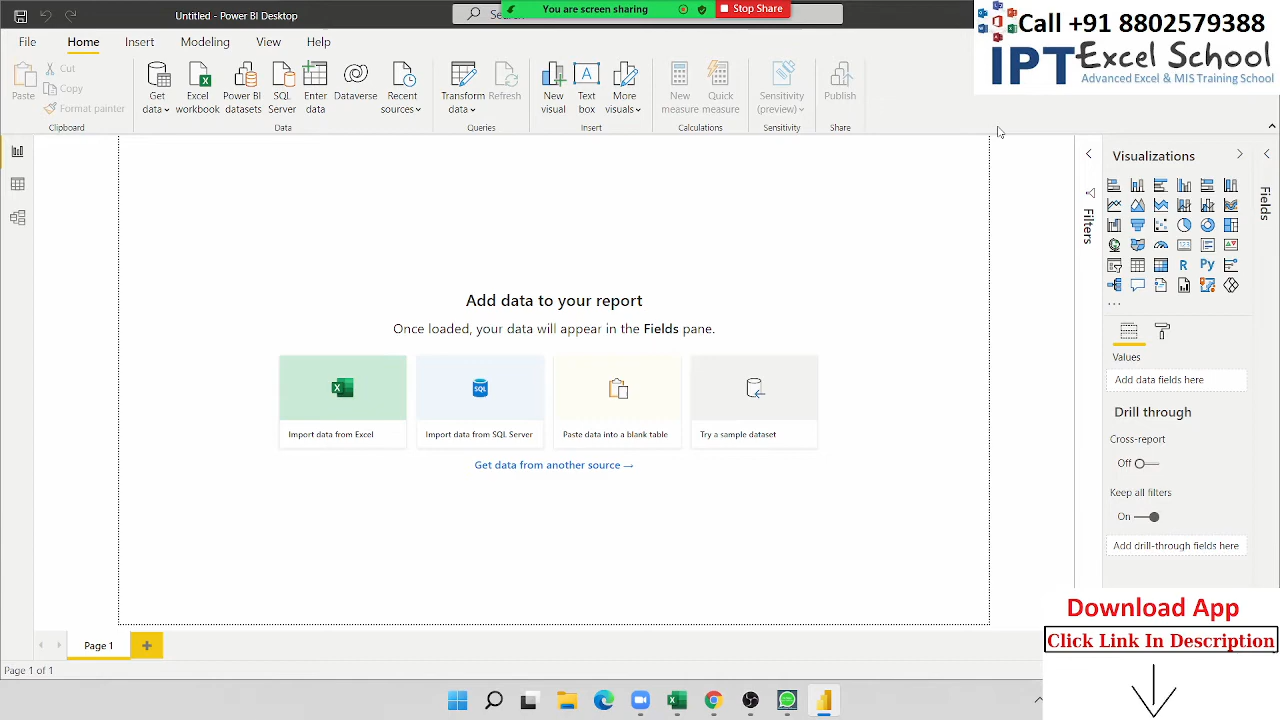 Untitled - Power BI Desktop
You are screen sharing
Stop Share
Call +91 8802579388
IPT Excel School
Advanced Excel & MIS Training School
File Home Insert Modeling View Help
Paste
Cut
Copy
Format painter
Clipboard
Get data
Excel workbook
Power BI datasets
SQL Server
Enter data
Dataverse
Recent sources
Data
Transform data
Refresh
Queries
New visual
Text box
More visuals
Insert
New measure
Quick measure
Calculations
Sensitivity (preview)
Sensitivity
Publish
Share
Add data to your report
Once loaded, your data will appear in the Fields pane.
SQL
Import data from Excel
Import data from SQL Server
Paste data into a blank table
Try a sample dataset
Get data from another source →
Filters
Visualizations
R
Py
Values
Add data fields here
Drill through
Cross-report
Off
Keep all filters
On
Add drill-through fields here
Fields
Download App
Click Link In Description
Page 1
Page 1 of 1